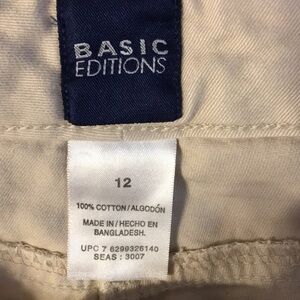 BASIC
EDITIONS
12
100% COTTON/ALGODÓN
MADE IN/HECHO EN
BANGLADESH.
UPC 7 6299326140
SEAS : 3007